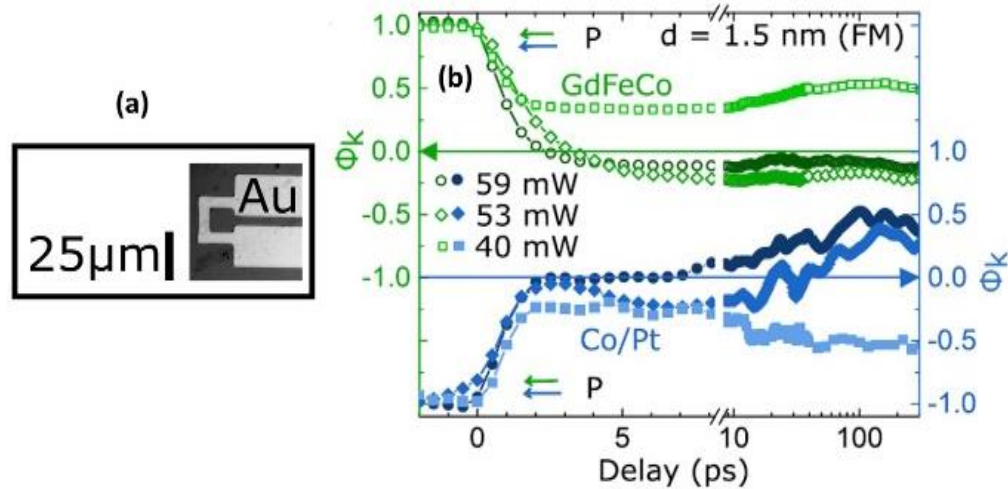 (a)
Au
25μm
(b)
P
d = 1.5 nm (FM)
GdFeCo
59 mW
53 mW
40 mW
Co/Pt
P
Φk
1.0
0.5
0.0
-0.5
-1.0
1.0
0.5
0.0
-0.5
-1.0
Φk
0
5
10
100
Delay (ps)